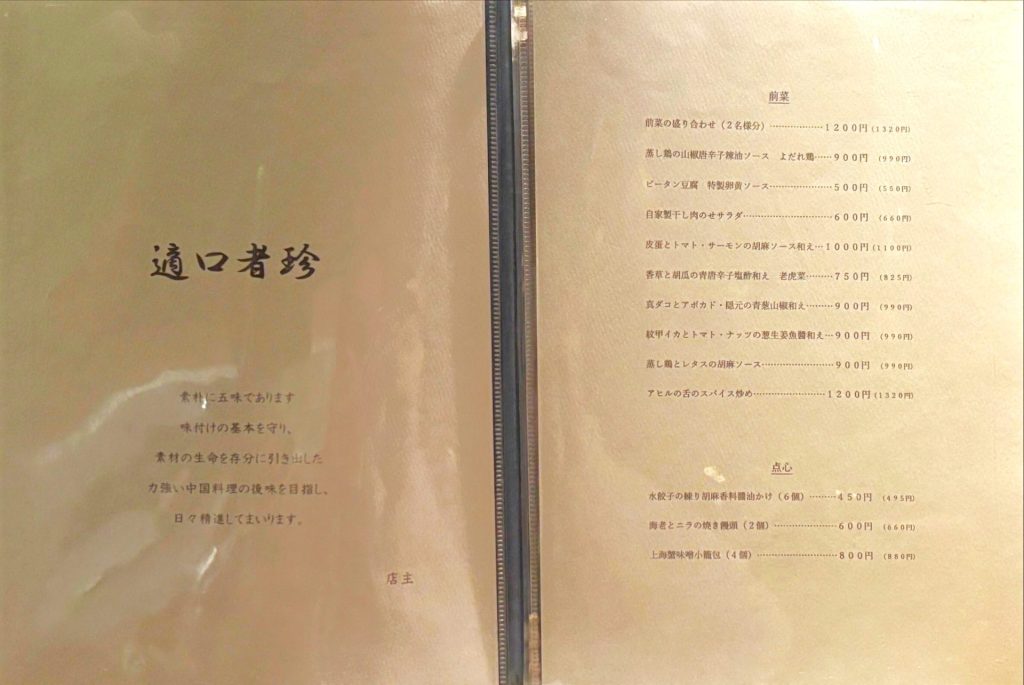 適口者珍
素朴に五味であります
味付けの基本を守り、
素材の生命を存分に引き出した
力強い中国料理の後味を目指し、
日々精進してまいります。
店主
前菜
前菜の盛り合わせ（２名様分）………………１２００円（１３２０円）
蒸し鶏の山椒唐辛子辣油ソース　よだれ鶏……９００円（９９０円）
ピータン豆腐　特製卵黄ソース…………………５００円（５５０円）
自家製干し肉のせサラダ…………………………６００円（６６０円）
皮蛋とトマト・サーモンの胡麻ソース和え…１０００円（１１００円）
香草と胡瓜の青唐辛子塩酢和え　老虎菜………７５０円（８２５円）
真ダコとアボカド・隠元の青葱山椒和え………９００円（９９０円）
紋甲イカとトマト・ナッツの葱生姜魚醬和え…９００円（９９０円）
蒸し鶏とレタスの胡麻ソース……………………９００円（９９０円）
アヒルの舌のスパイス炒め……………………１２００円（１３２０円）
点心
水餃子の練り胡麻香料醬油かけ（６個）………４５０円（４９５円）
海老とニラの焼き饅頭（２個）…………………６００円（６６０円）
上海蟹味噌小籠包（４個）………………………８００円（８８０円）